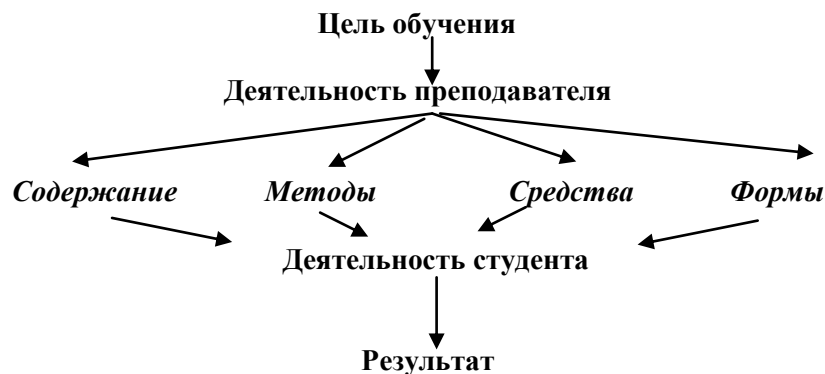 Цель обучения
Деятельность преподавателя
Содержание Методы Средства Формы
Деятельность студента
Результат